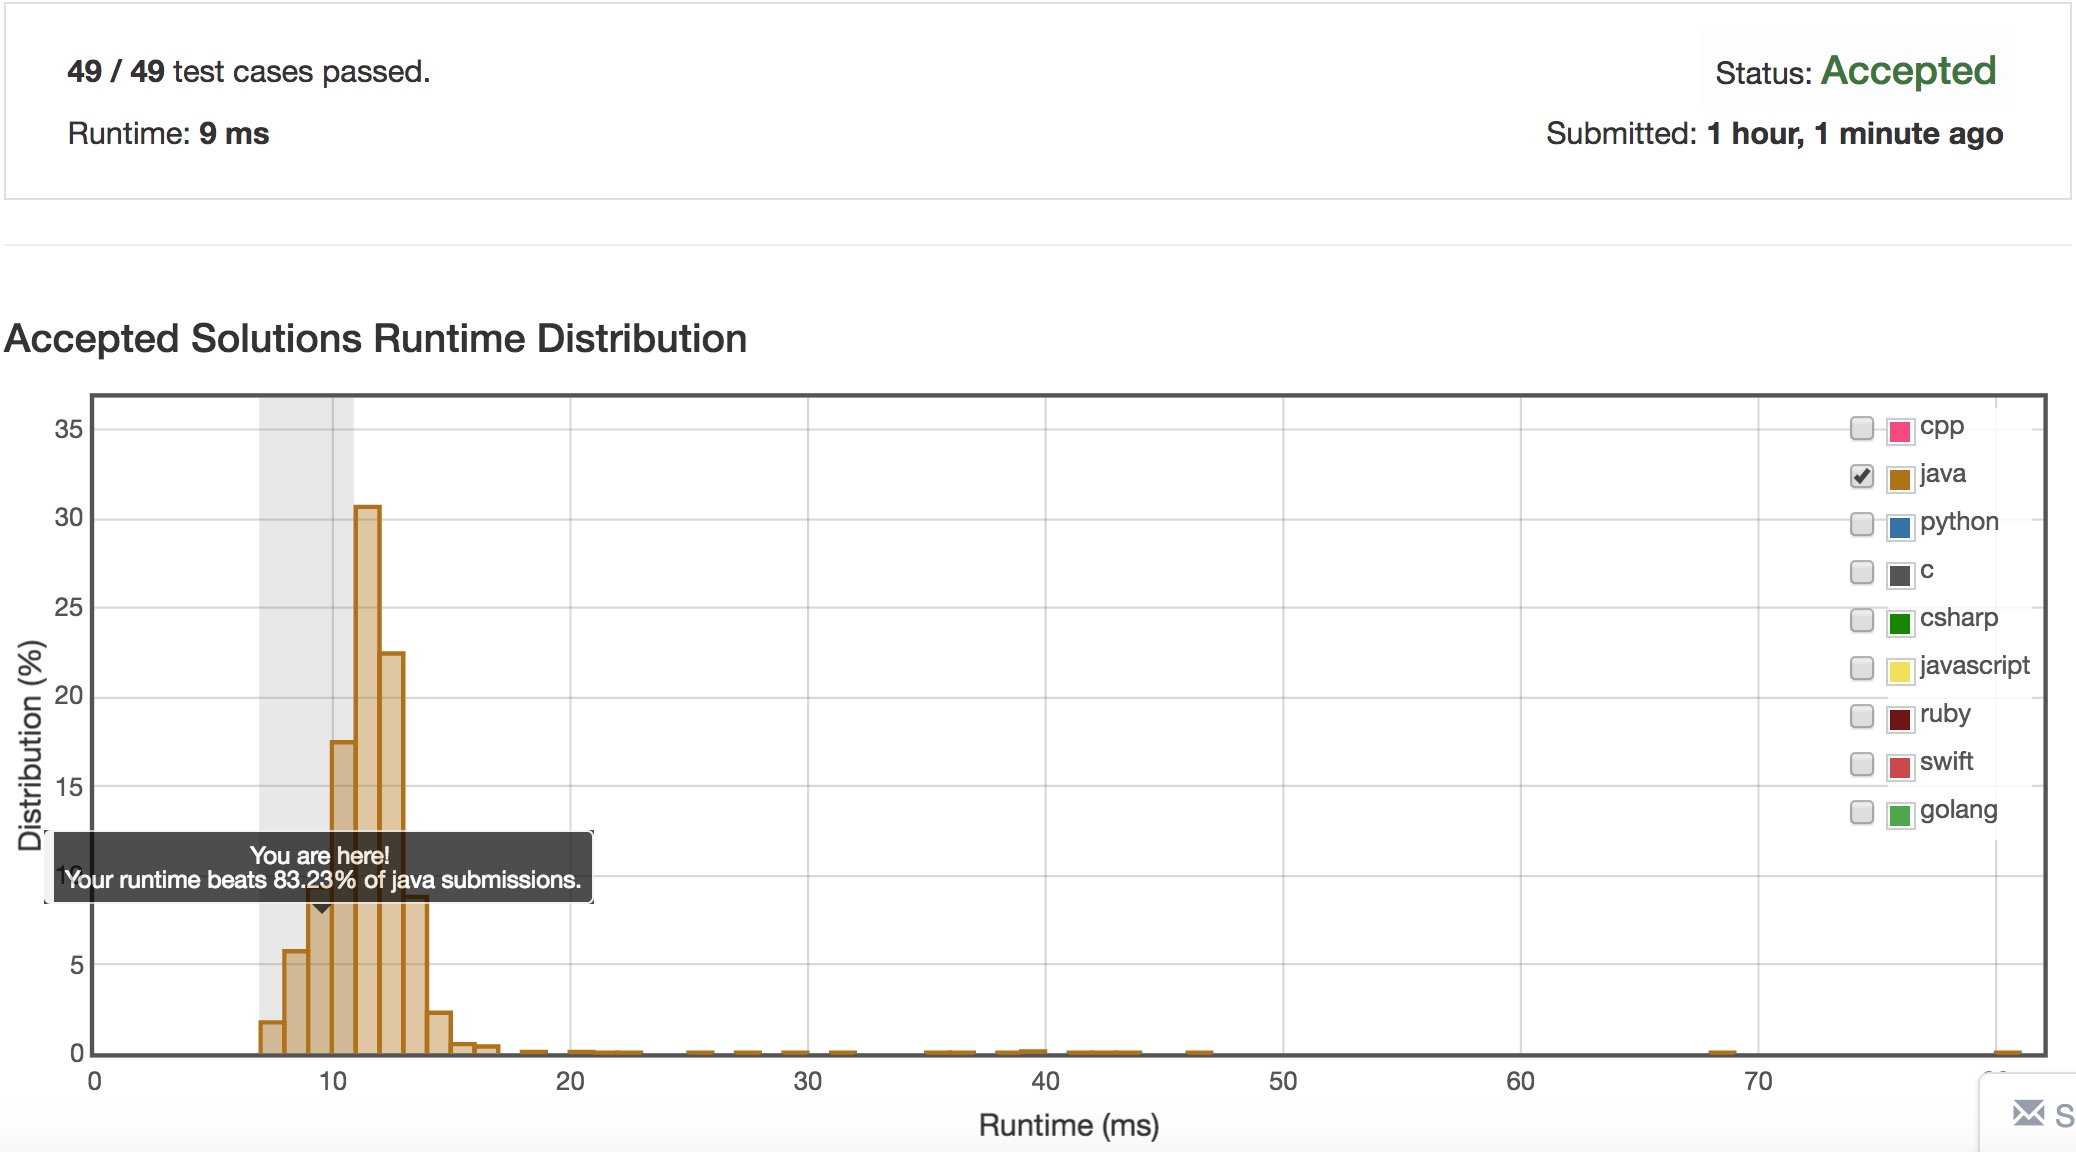 49 / 49 test cases passed.
Status: Accepted
Runtime: 9 ms
Submitted: 1 hour, 1 minute ago
Accepted Solutions Runtime Distribution
Distribution (%)
35
30
25
20
15
10
5
0
cpp
java
python
c
csharp
javascript
ruby
swift
golang
You are here!
Your runtime beats 83.23% of java submissions.
0 10 20 30 40 50 60 70
Runtime (ms)
S